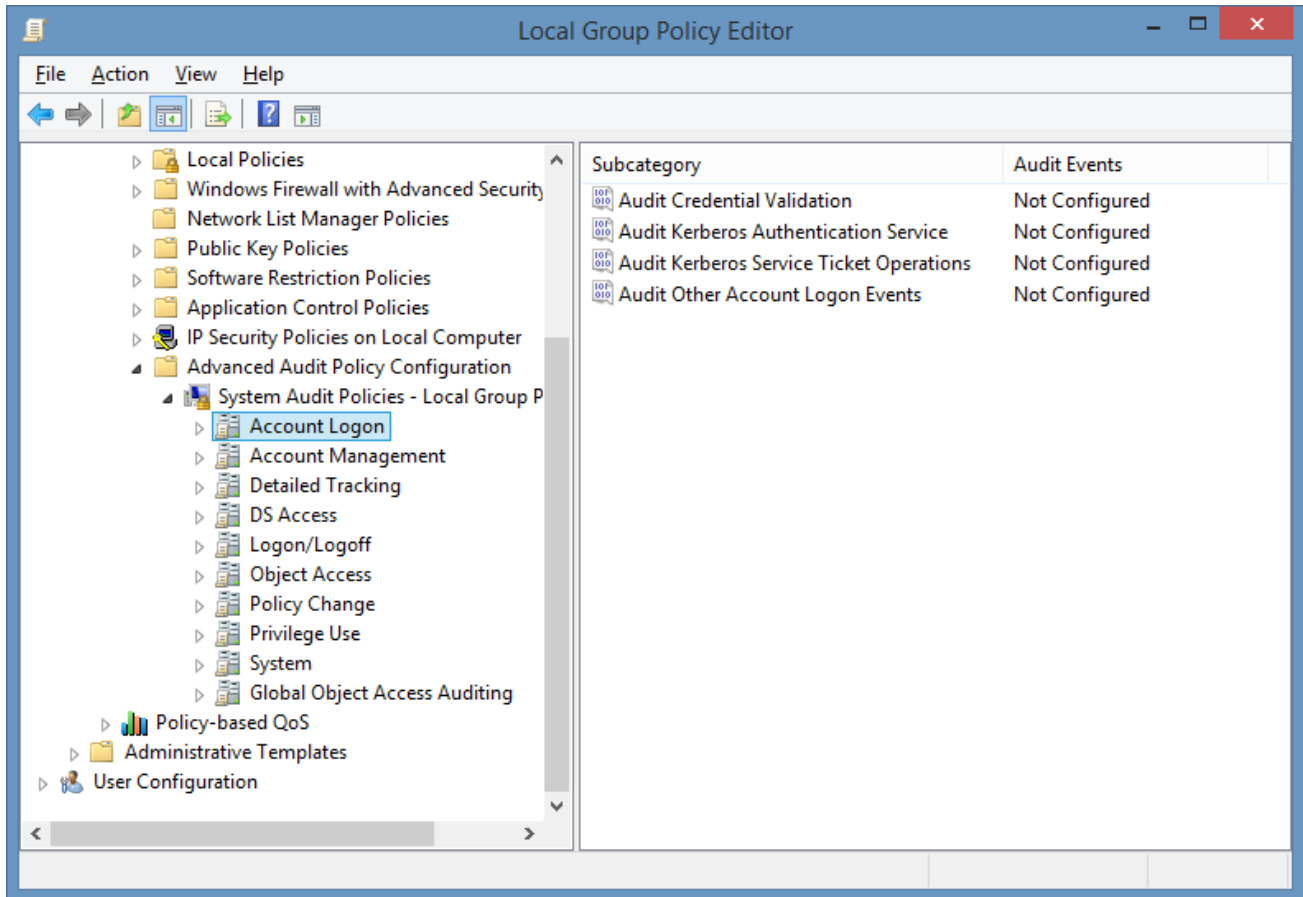 Local Group Policy Editor
File Action View Help
Local Policies
Windows Firewall with Advanced Security
Network List Manager Policies
Public Key Policies
Software Restriction Policies
Application Control Policies
IP Security Policies on Local Computer
Advanced Audit Policy Configuration
System Audit Policies - Local Group P
Account Logon
Account Management
Detailed Tracking
DS Access
Logon/Logoff
Object Access
Policy Change
Privilege Use
System
Global Object Access Auditing
Policy-based QoS
Administrative Templates
User Configuration
Subcategory Audit Events
Audit Credential Validation Not Configured
Audit Kerberos Authentication Service Not Configured
Audit Kerberos Service Ticket Operations Not Configured
Audit Other Account Logon Events Not Configured